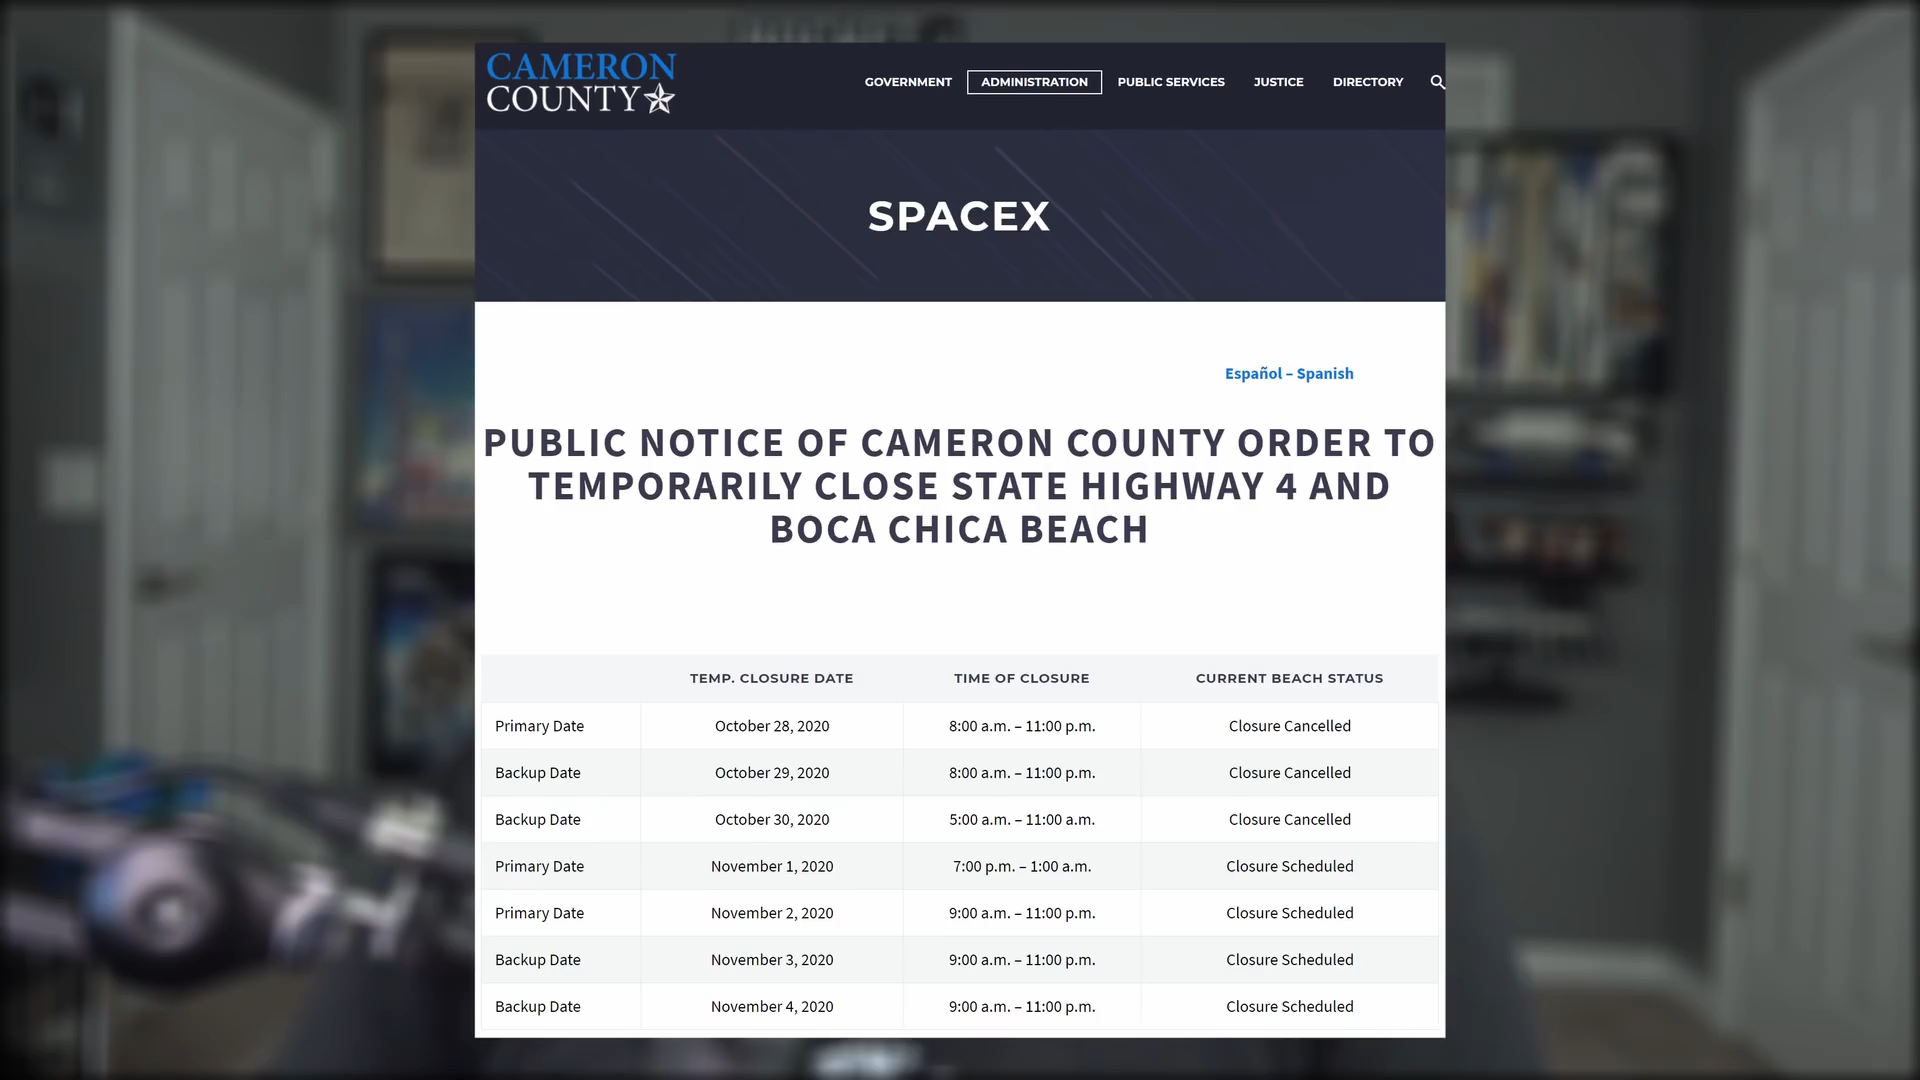 CAMERON
COUNTY
GOVERNMENT ADMINISTRATION PUBLIC SERVICES JUSTICE DIRECTORY
SPACEX
Español – Spanish
PUBLIC NOTICE OF CAMERON COUNTY ORDER TO
TEMPORARILY CLOSE STATE HIGHWAY 4 AND
BOCA CHICA BEACH
TEMP. CLOSURE DATE TIME OF CLOSURE CURRENT BEACH STATUS
Primary Date October 28, 2020 8:00 a.m. – 11:00 p.m. Closure Cancelled
Backup Date October 29, 2020 8:00 a.m. – 11:00 p.m. Closure Cancelled
Backup Date October 30, 2020 5:00 a.m. – 11:00 a.m. Closure Cancelled
Primary Date November 1, 2020 7:00 p.m. – 1:00 a.m. Closure Scheduled
Primary Date November 2, 2020 9:00 a.m. – 11:00 p.m. Closure Scheduled
Backup Date November 3, 2020 9:00 a.m. – 11:00 p.m. Closure Scheduled
Backup Date November 4, 2020 9:00 a.m. – 11:00 p.m. Closure Scheduled